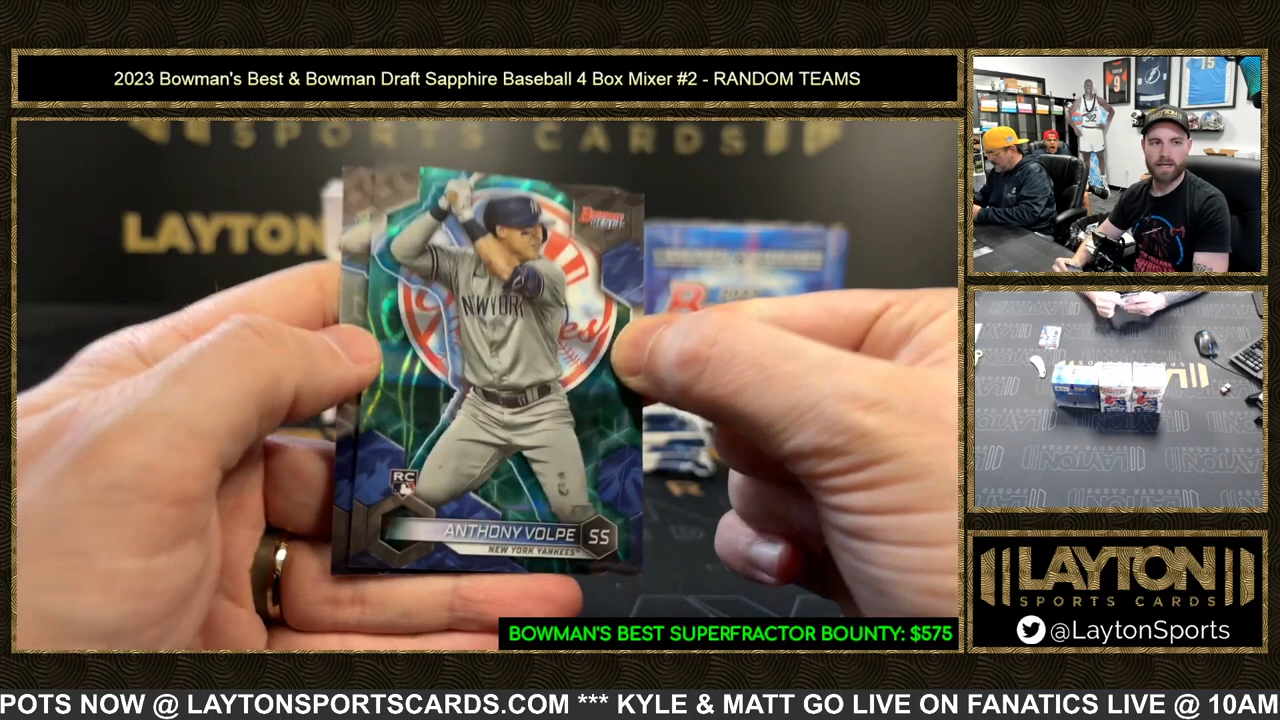 2023 Bowman's Best & Bowman Draft Sapphire Baseball 4 Box Mixer #2 - RANDOM TEAMS
SPORTS CARDS
LAYTON
15
9
NEW YORK
RC
ANTHONY VOLPE SS
NEW YORK YANKEES
LAYTON
SPORTS CARDS
@LaytonSports
BOWMAN'S BEST SUPERFRACTOR BOUNTY: $575
POTS NOW @ LAYTONSPORTSCARDS.COM *** KYLE & MATT GO LIVE ON FANATICS LIVE @ 10AM